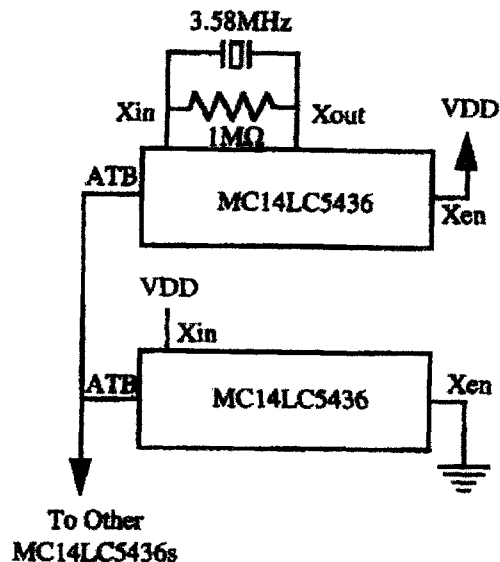 3.58MHz
Xin
Xout
1MΩ
VDD
ATB
MC14LC5436
Xen
VDD
Xin
ATB
MC14LC5436
Xen
To Other
MC14LC5436s